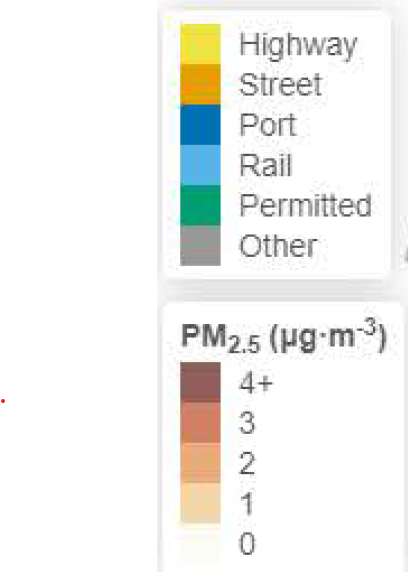 Highway
Street
Port
Rail
Permitted
Other
PM₂.₅ (µg·m⁻³)
4+
3
2
1
0